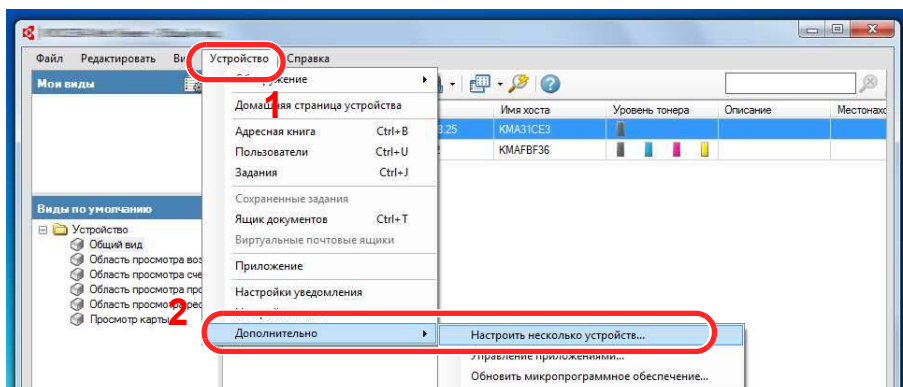 Файл Редактировать Устройство Справка
Мои виды
1
Домашняя страница устройства
Адресная книга Ctrl+B
Пользователи Ctrl+U
Задания Ctrl+J
Сохраненные задания
Ящик документов Ctrl+T
Виртуальные почтовые ящики
Приложение
Настройки уведомления
Дополнительно
Настроить несколько устройств...
Управление приложениями...
Обновить микропрограммное обеспечение...
Имя хоста Уровень тонера Описание
3.25 KMA31CE3
KMAFBF36
Виды по умолчанию
Устройство
Общий вид
Область просмотра
Область просмотра
Область просмотра
Область просмотра
Просмотр карты
2